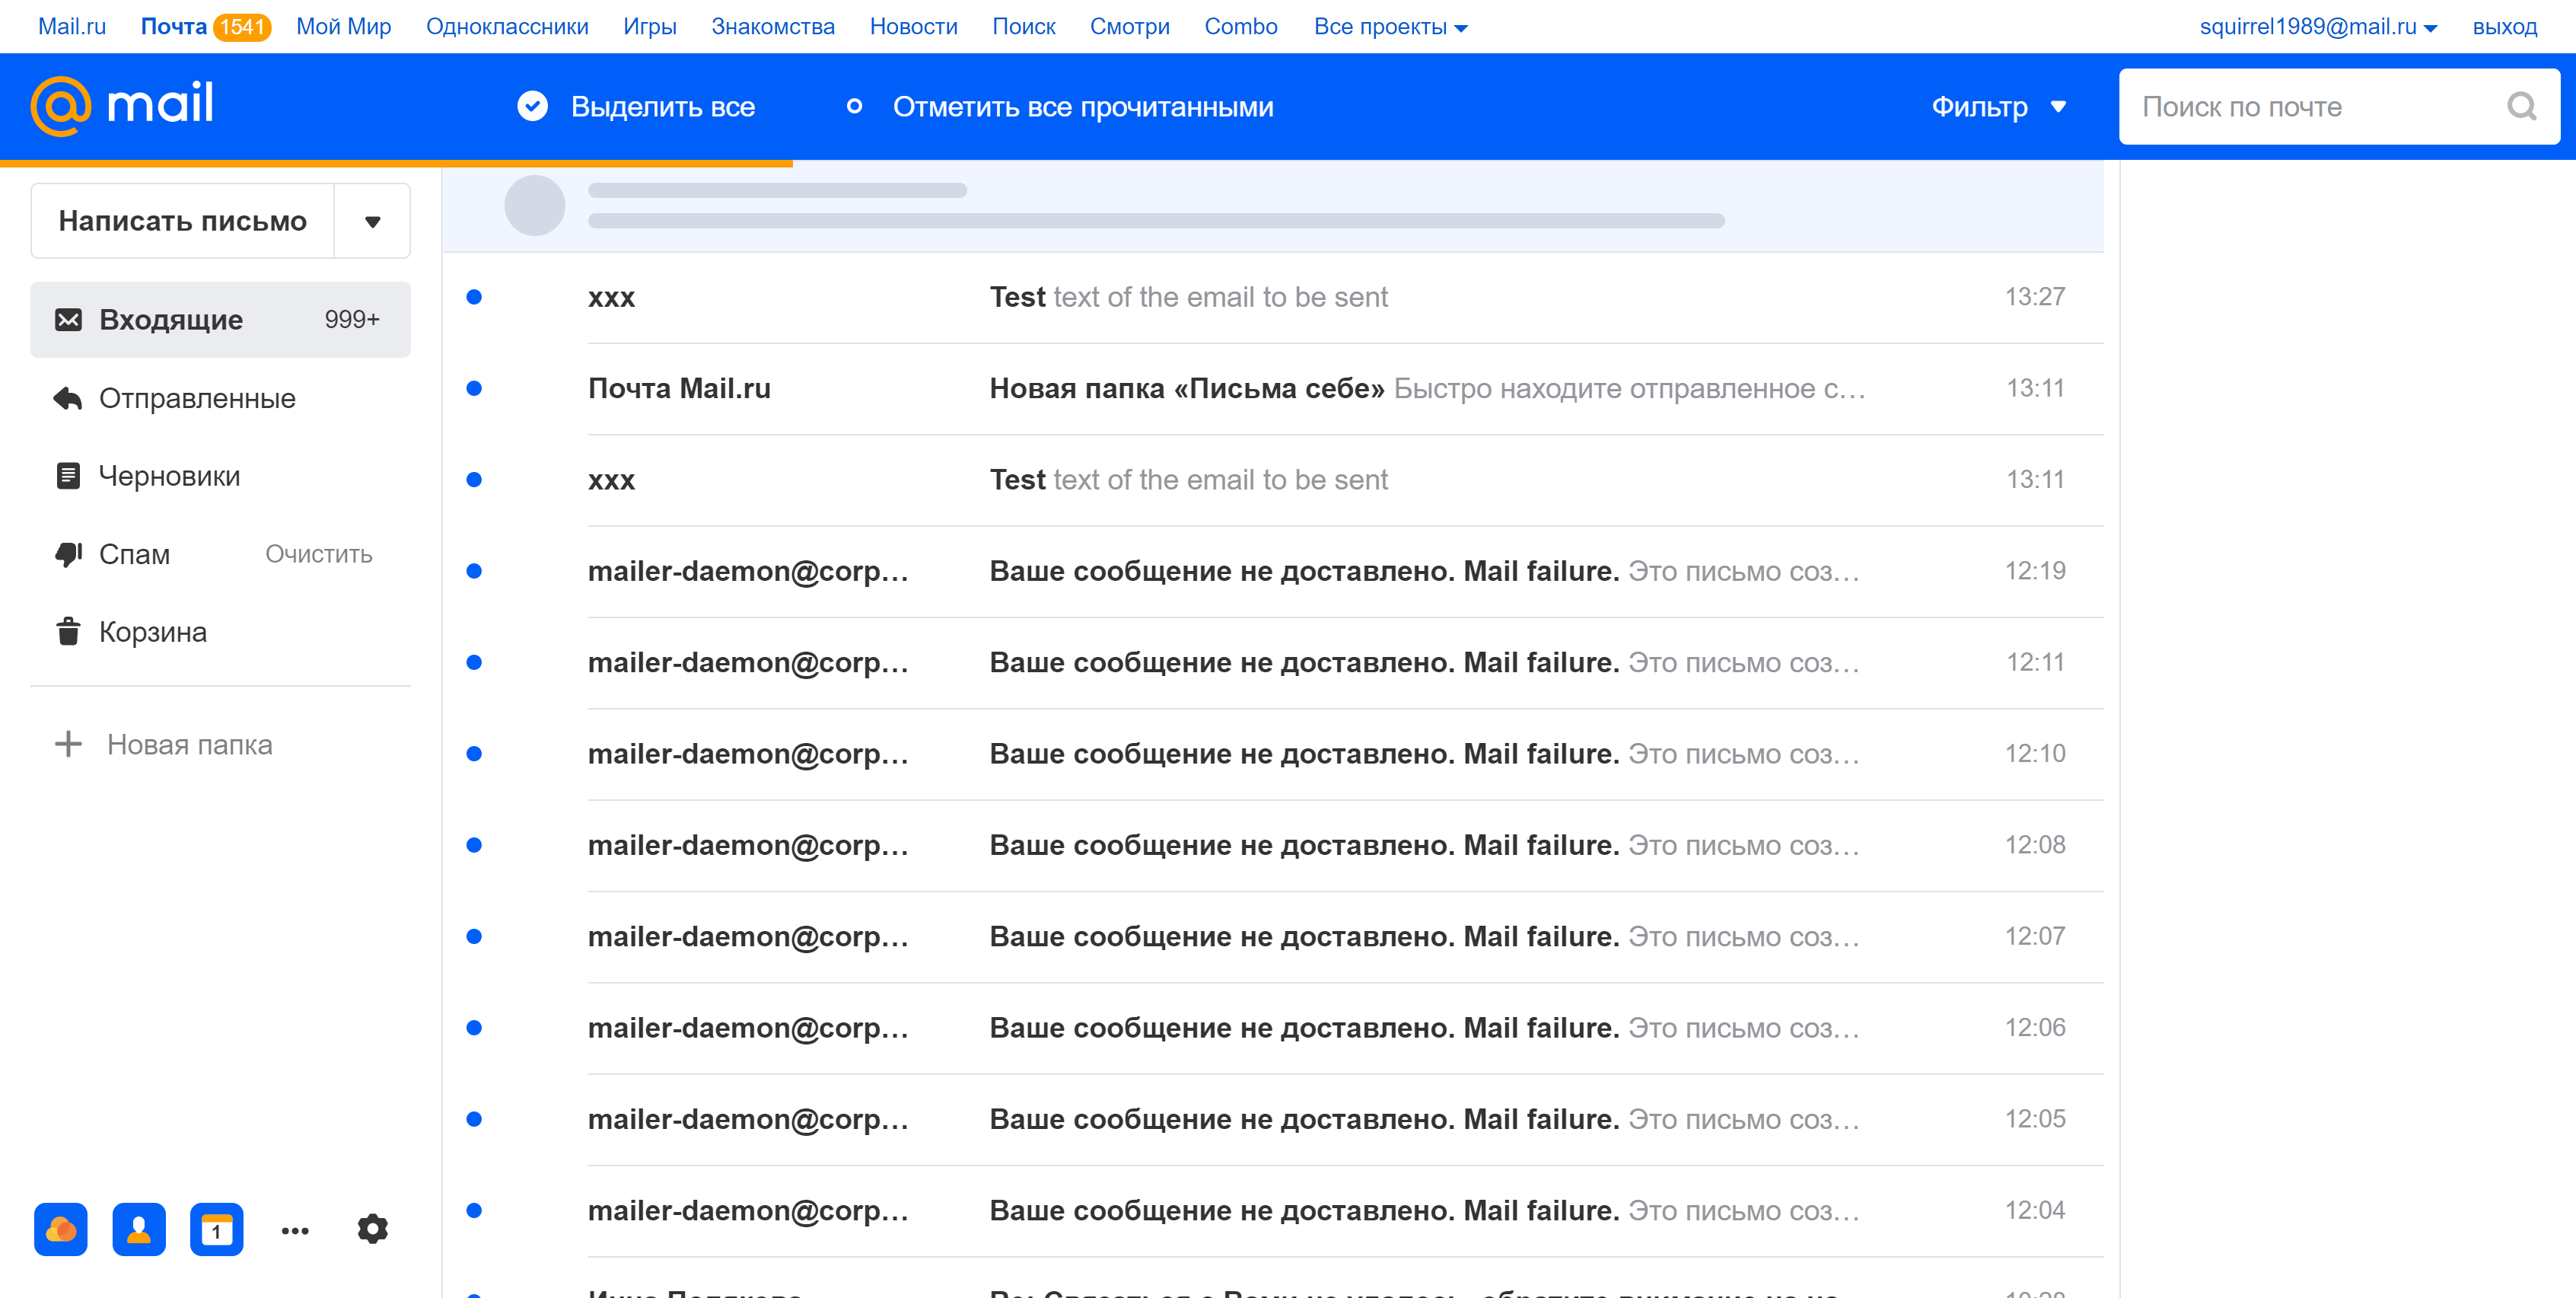 Mail.ru Почта 1541 Мой Мир Одноклассники Игры Знакомства Новости Поиск Смотри Combo Все проекты squirrel1989@mail.ru выход
@mail Выделить все Отметить все прочитанными Фильтр Поиск по почте
Написать письмо
Входящие 999+
Отправленные
Черновики
Спам Очистить
Корзина
Новая папка
1
xxx Test text of the email to be sent 13:27
Почта Mail.ru Новая папка «Письма себе» Быстро находите отправленное с… 13:11
xxx Test text of the email to be sent 13:11
mailer-daemon@corp… Ваше сообщение не доставлено. Mail failure. Это письмо соз… 12:19
mailer-daemon@corp… Ваше сообщение не доставлено. Mail failure. Это письмо соз… 12:11
mailer-daemon@corp… Ваше сообщение не доставлено. Mail failure. Это письмо соз… 12:10
mailer-daemon@corp… Ваше сообщение не доставлено. Mail failure. Это письмо соз… 12:08
mailer-daemon@corp… Ваше сообщение не доставлено. Mail failure. Это письмо соз… 12:07
mailer-daemon@corp… Ваше сообщение не доставлено. Mail failure. Это письмо соз… 12:06
mailer-daemon@corp… Ваше сообщение не доставлено. Mail failure. Это письмо соз… 12:05
mailer-daemon@corp… Ваше сообщение не доставлено. Mail failure. Это письмо соз… 12:04